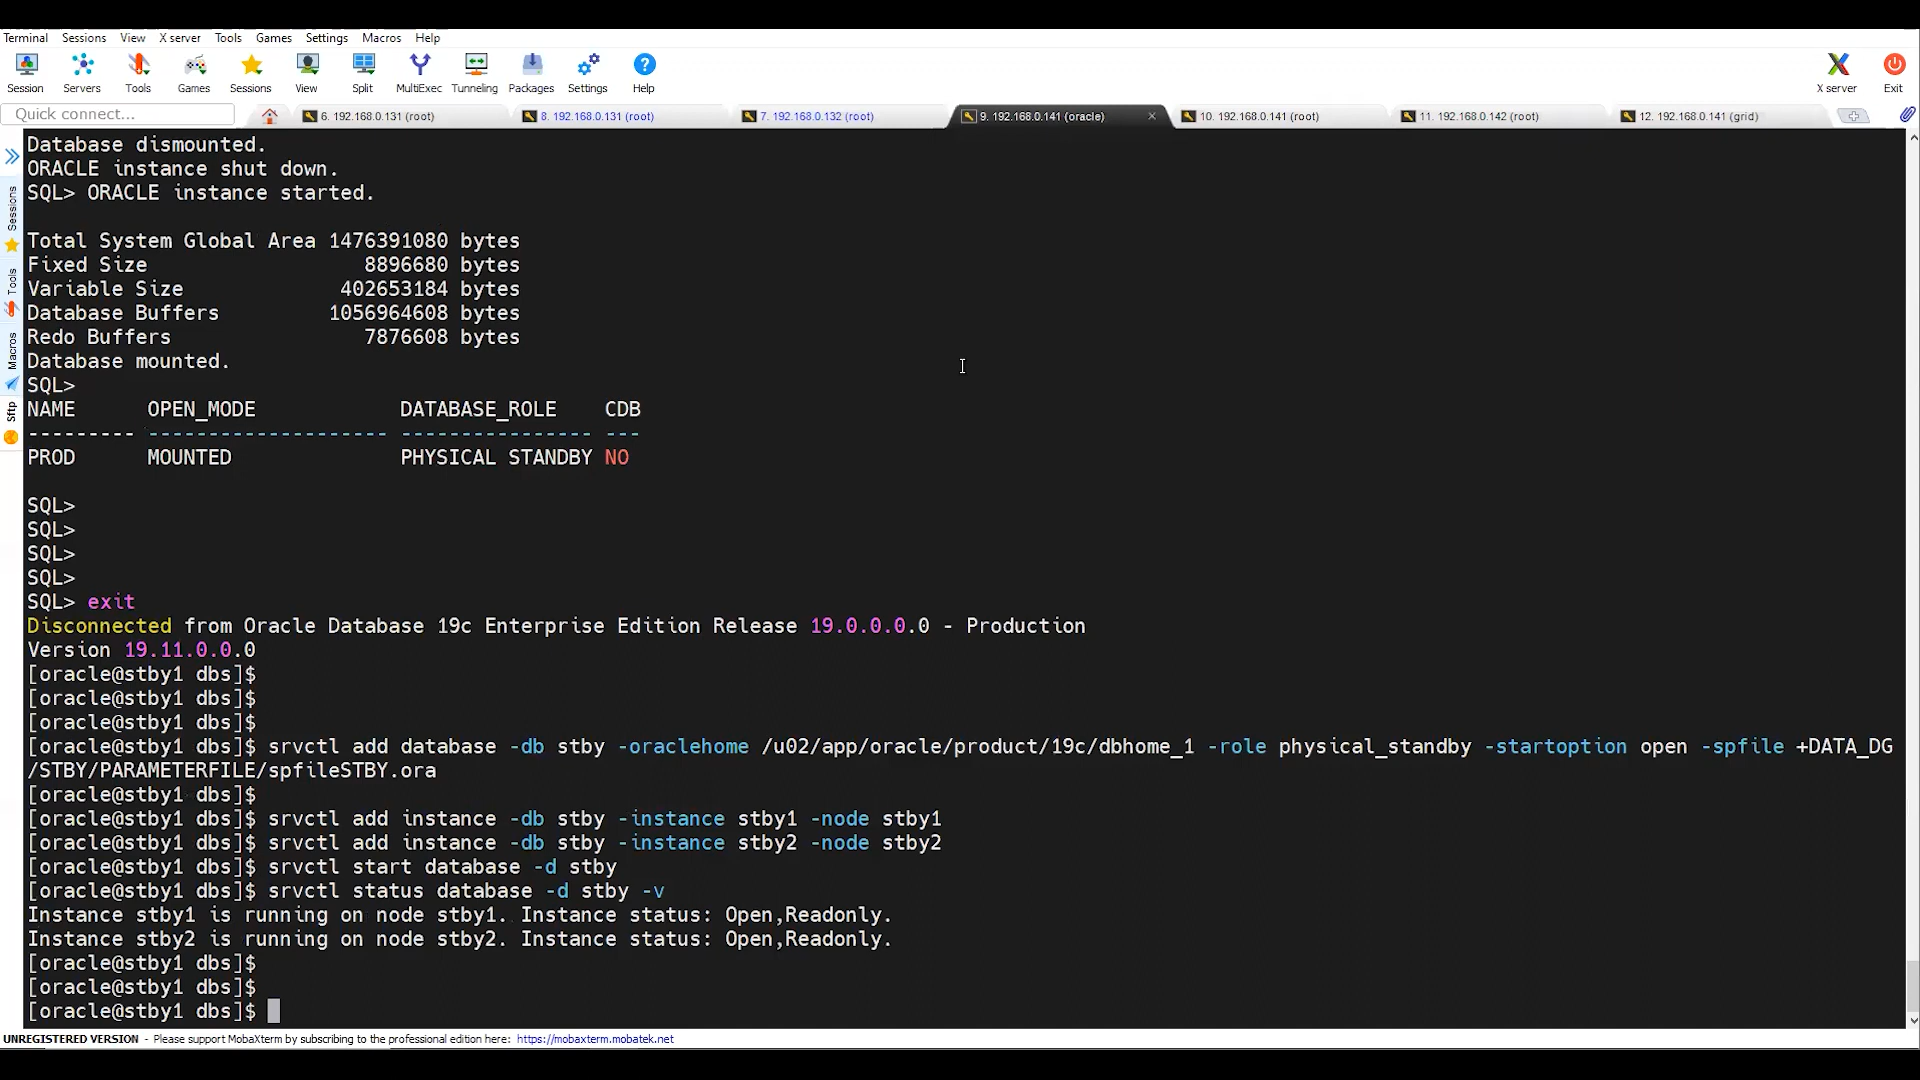 Terminal Sessions View X server Tools Games Settings Macros Help
Session Servers Tools Games Sessions View Split MultiExec Tunneling Packages Settings Help X server Exit
Quick connect... 6. 192.168.0.131 (root) 8. 192.168.0.131 (root) 7. 192.168.0.132 (root) 9. 192.168.0.141 (oracle) 10. 192.168.0.141 (root) 11. 192.168.0.142 (root) 12. 192.168.0.141 (grid)
Sessions
Tools
Macros
Sftp
Database dismounted.
ORACLE instance shut down.
SQL> ORACLE instance started.
Total System Global Area 1476391080 bytes
Fixed Size 8896680 bytes
Variable Size 402653184 bytes
Database Buffers 1056964608 bytes
Redo Buffers 7876608 bytes
Database mounted.
SQL>
NAME OPEN_MODE DATABASE_ROLE CDB
--------- -------------------- ---------------- ---
PROD MOUNTED PHYSICAL STANDBY NO
SQL>
SQL>
SQL>
SQL>
SQL> exit
Disconnected from Oracle Database 19c Enterprise Edition Release 19.0.0.0.0 - Production
Version 19.11.0.0.0
[oracle@stby1 dbs]$
[oracle@stby1 dbs]$
[oracle@stby1 dbs]$
[oracle@stby1 dbs]$ srvctl add database -db stby -oraclehome /u02/app/oracle/product/19c/dbhome_1 -role physical_standby -startoption open -spfile +DATA_DG
/STBY/PARAMETERFILE/spfileSTBY.ora
[oracle@stby1 dbs]$
[oracle@stby1 dbs]$ srvctl add instance -db stby -instance stby1 -node stby1
[oracle@stby1 dbs]$ srvctl add instance -db stby -instance stby2 -node stby2
[oracle@stby1 dbs]$ srvctl start database -d stby
[oracle@stby1 dbs]$ srvctl status database -d stby -v
Instance stby1 is running on node stby1. Instance status: Open,Readonly.
Instance stby2 is running on node stby2. Instance status: Open,Readonly.
[oracle@stby1 dbs]$
[oracle@stby1 dbs]$
[oracle@stby1 dbs]$
UNREGISTERED VERSION - Please support MobaXterm by subscribing to the professional edition here: https://mobaxterm.mobatek.net